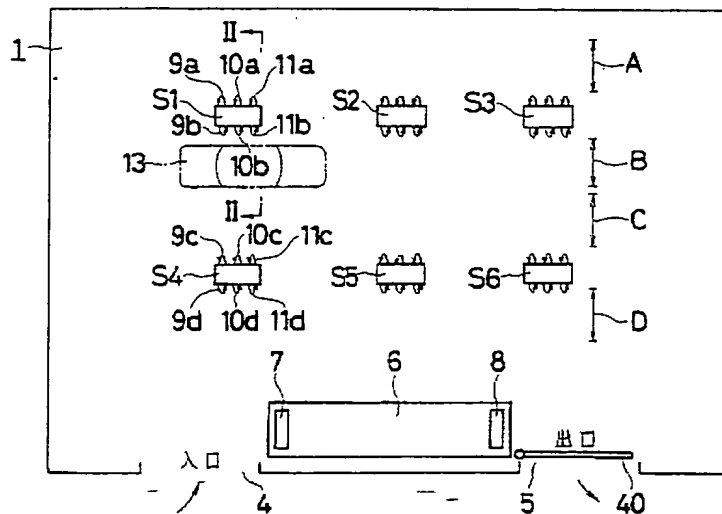 II
1
9a 10a 11a
A
S1 S2 S3
9b 11b
13 10b B
II
C
9c 10c 11c
S4 S5 S6
9d 10d 11d
D
7 6 8
入口 出口
4 5 40